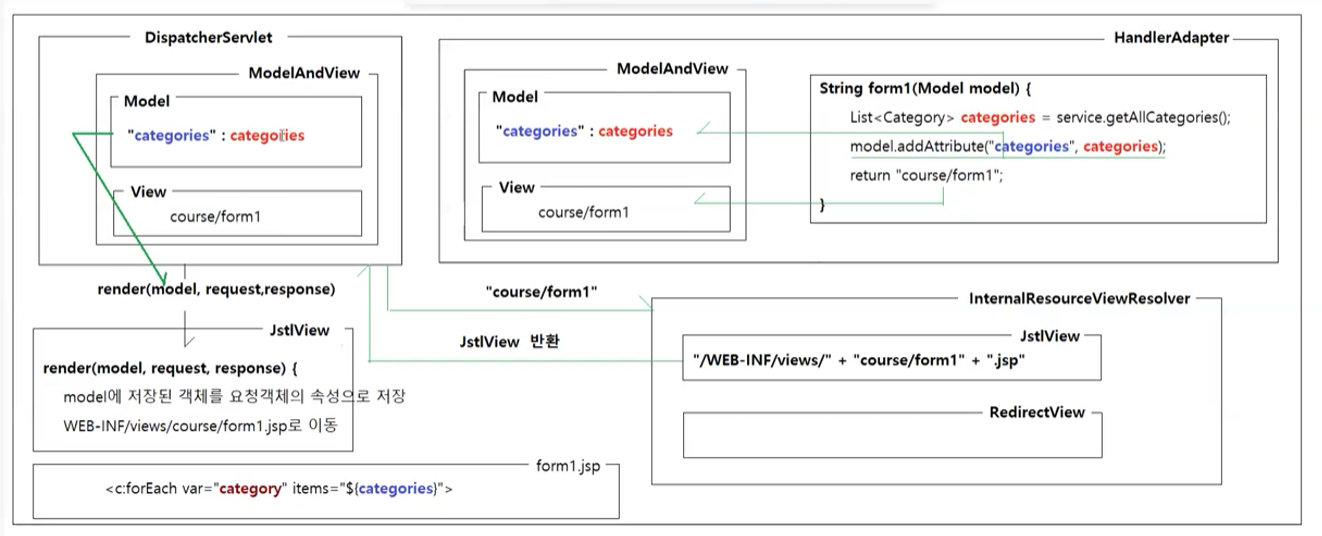 DispatcherServlet
ModelAndView
Model
"categories" : categories
View
course/form1
HandlerAdapter
ModelAndView
Model
"categories" : categories
View
course/form1
String form1(Model model) {
List<Category> categories = service.getAllCategories();
model.addAttribute("categories", categories);
return "course/form1";
}
render(model, request,response)
"course/form1"
JstlView 반환
InternalResourceViewResolver
JstlView
"/WEB-INF/views/" + "course/form1" + ".jsp"
RedirectView
JstlView
render(model, request, response) {
model에 저장된 객체를 요청객체의 속성으로 저장
WEB-INF/views/course/form1.jsp로 이동
form1.jsp
<c:forEach var="category" items="${categories}">